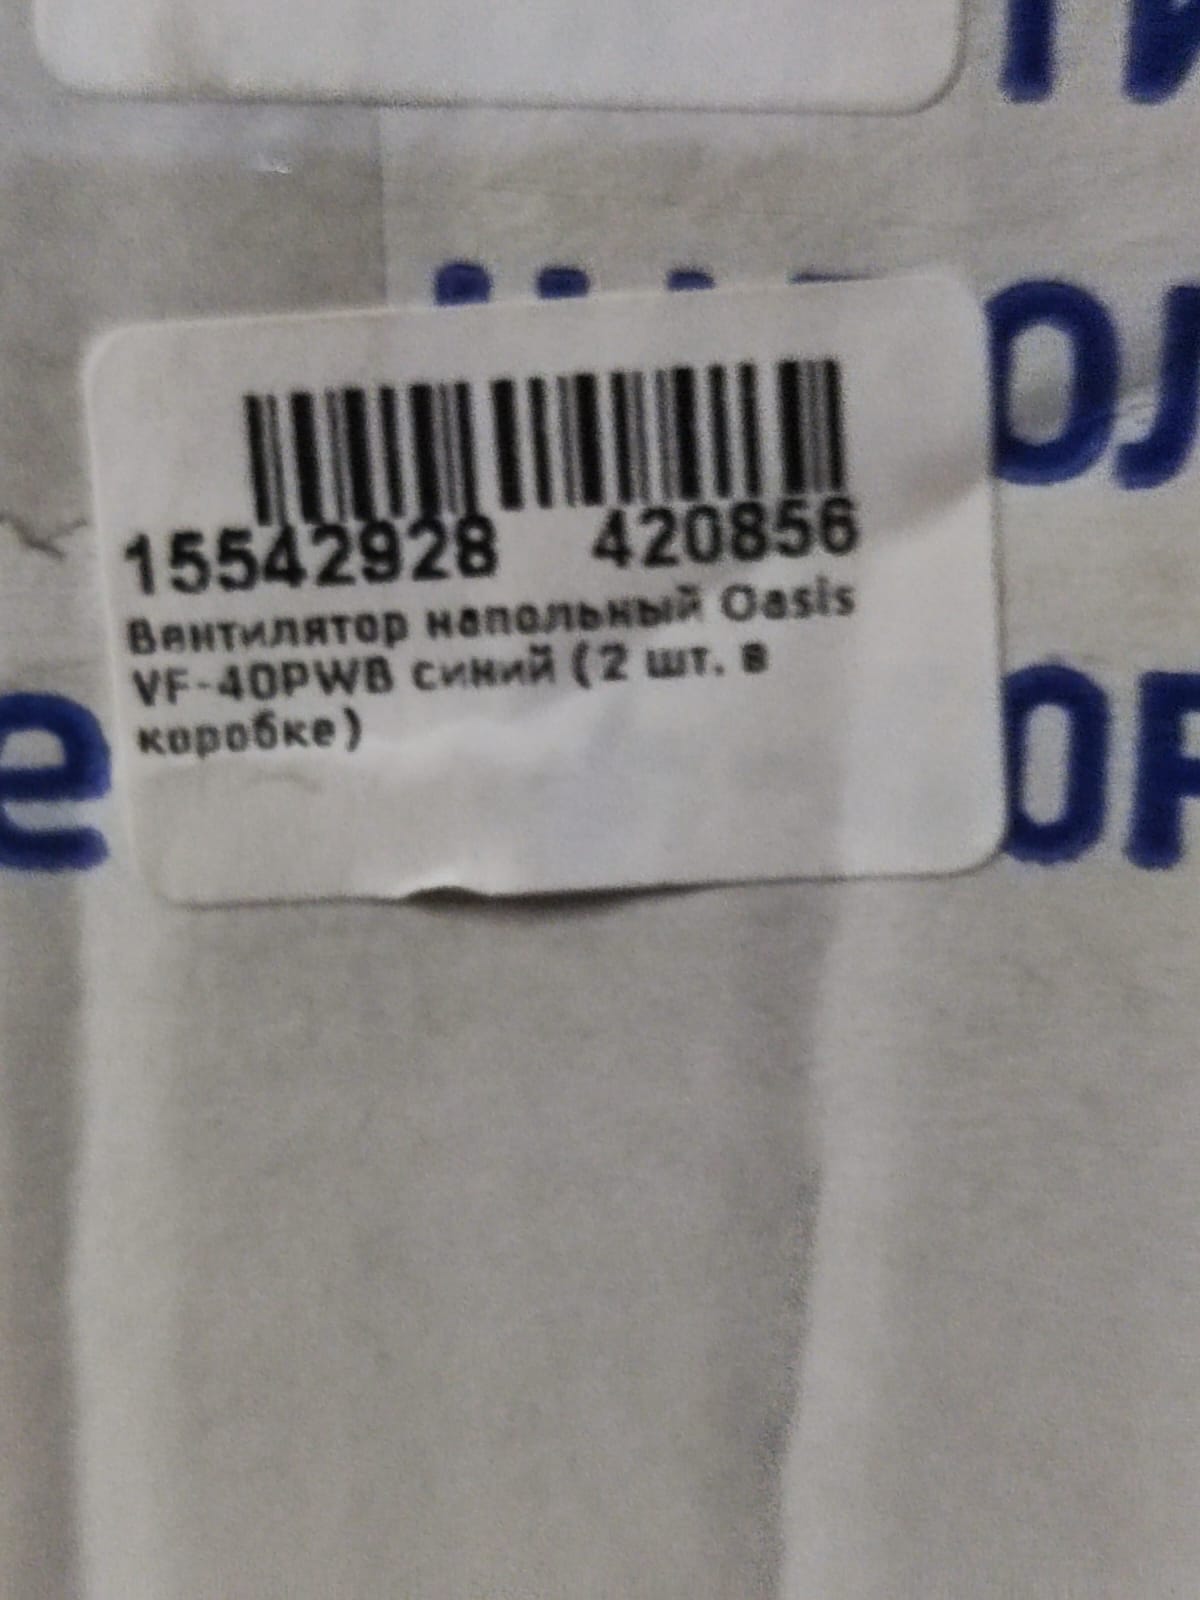 15542928 420856
Вентилятор напольный Oasis
VF-40PWB синий (2 шт. в
коробке)